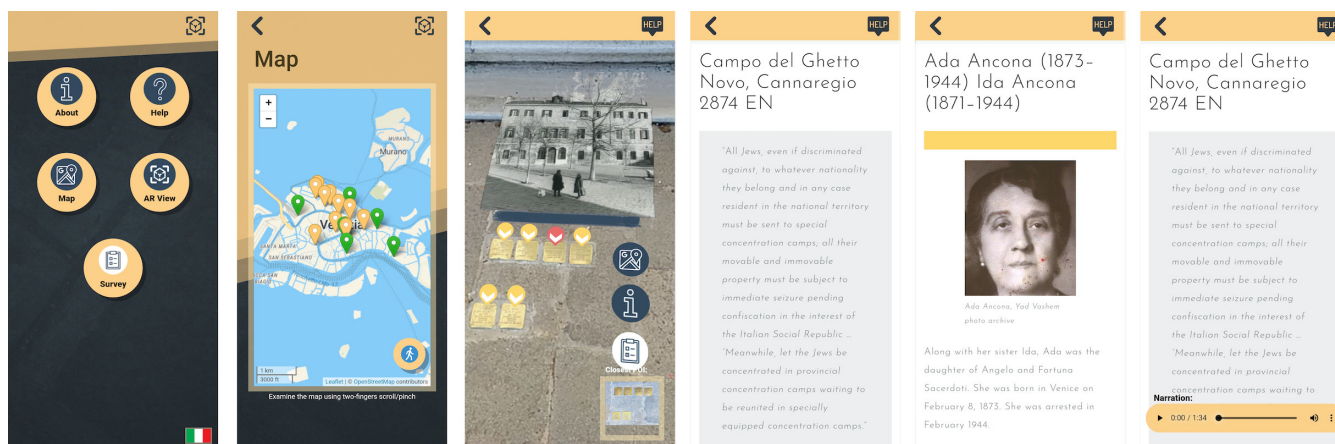 About
Help
Map
AR View
Survey
Map
+
−
MURANO
Murano
SANTA MARTA
SAN SEBASTIANO
1 km
3000 ft
Leaflet | © OpenStreetMap contributors
Examine the map using two-fingers scroll/pinch
HELP
Closest POI:
HELP
Campo del Ghetto
Novo, Cannaregio
2874 EN
"All Jews, even if discriminated
against, to whatever nationality
they belong and in any case
resident in the national territory
must be sent to special
concentration camps; all their
movable and immovable
property must be subject to
immediate seizure pending
confiscation in the interest of
the Italian Social Republic …
"Meanwhile, let the Jews be
concentrated in provincial
concentration camps waiting to
be reunited in specially
equipped concentration camps."
HELP
Ada Ancona (1873-
1944) Ida Ancona
(1871-1944)
Ada Ancona, Yad Vashem
photo archive
Along with her sister Ida, Ada was the
daughter of Angelo and Fortuna
Sacerdoti. She was born in Venice on
February 8, 1873. She was arrested in
February 1944.
HELP
Campo del Ghetto
Novo, Cannaregio
2874 EN
"All Jews, even if discriminated
against, to whatever nationality
they belong and in any case
resident in the national territory
must be sent to special
concentration camps; all their
movable and immovable
property must be subject to
immediate seizure pending
confiscation in the interest of
the Italian Social Republic …
"Meanwhile, let the Jews be
concentrated in provincial
concentration camps waiting to
Narration:
0:00 / 1:34